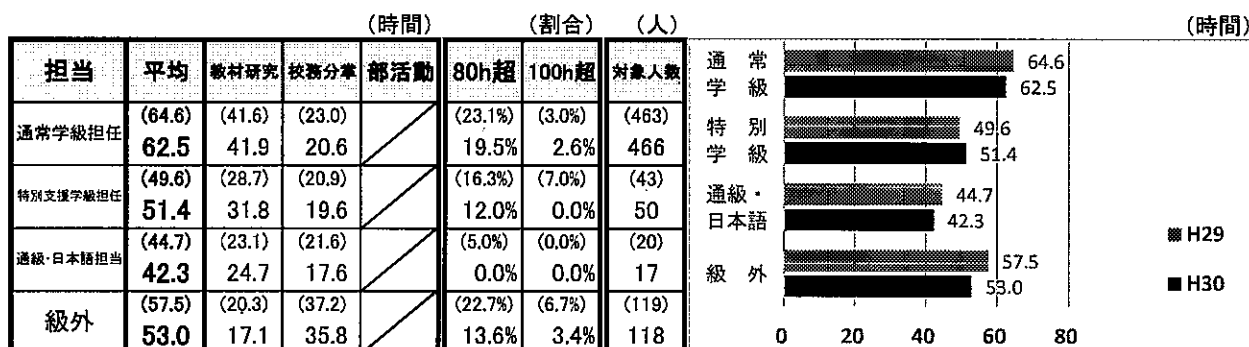 (時間) (割合) (人)
担当 平均 教材研究 校務分掌 部活動 80h超 100h超 対象人数
通常学級担任 (64.6) (41.6) (23.0) (23.1%) (3.0%) (463)
62.5 41.9 20.6 19.5% 2.6% 466
特別支援学級担任 (49.6) (28.7) (20.9) (16.3%) (7.0%) (43)
51.4 31.8 19.6 12.0% 0.0% 50
通級・日本語担当 (44.7) (23.1) (21.6) (5.0%) (0.0%) (20)
42.3 24.7 17.6 0.0% 0.0% 17
級外 (57.5) (20.3) (37.2) (22.7%) (6.7%) (119)
53.0 17.1 35.8 13.6% 3.4% 118
(時間)
通常 64.6
学級 62.5
特別 49.6
学級 51.4
通級・ 44.7
日本語 42.3
級外 57.5
53.0
H29
H30
0 20 40 60 80